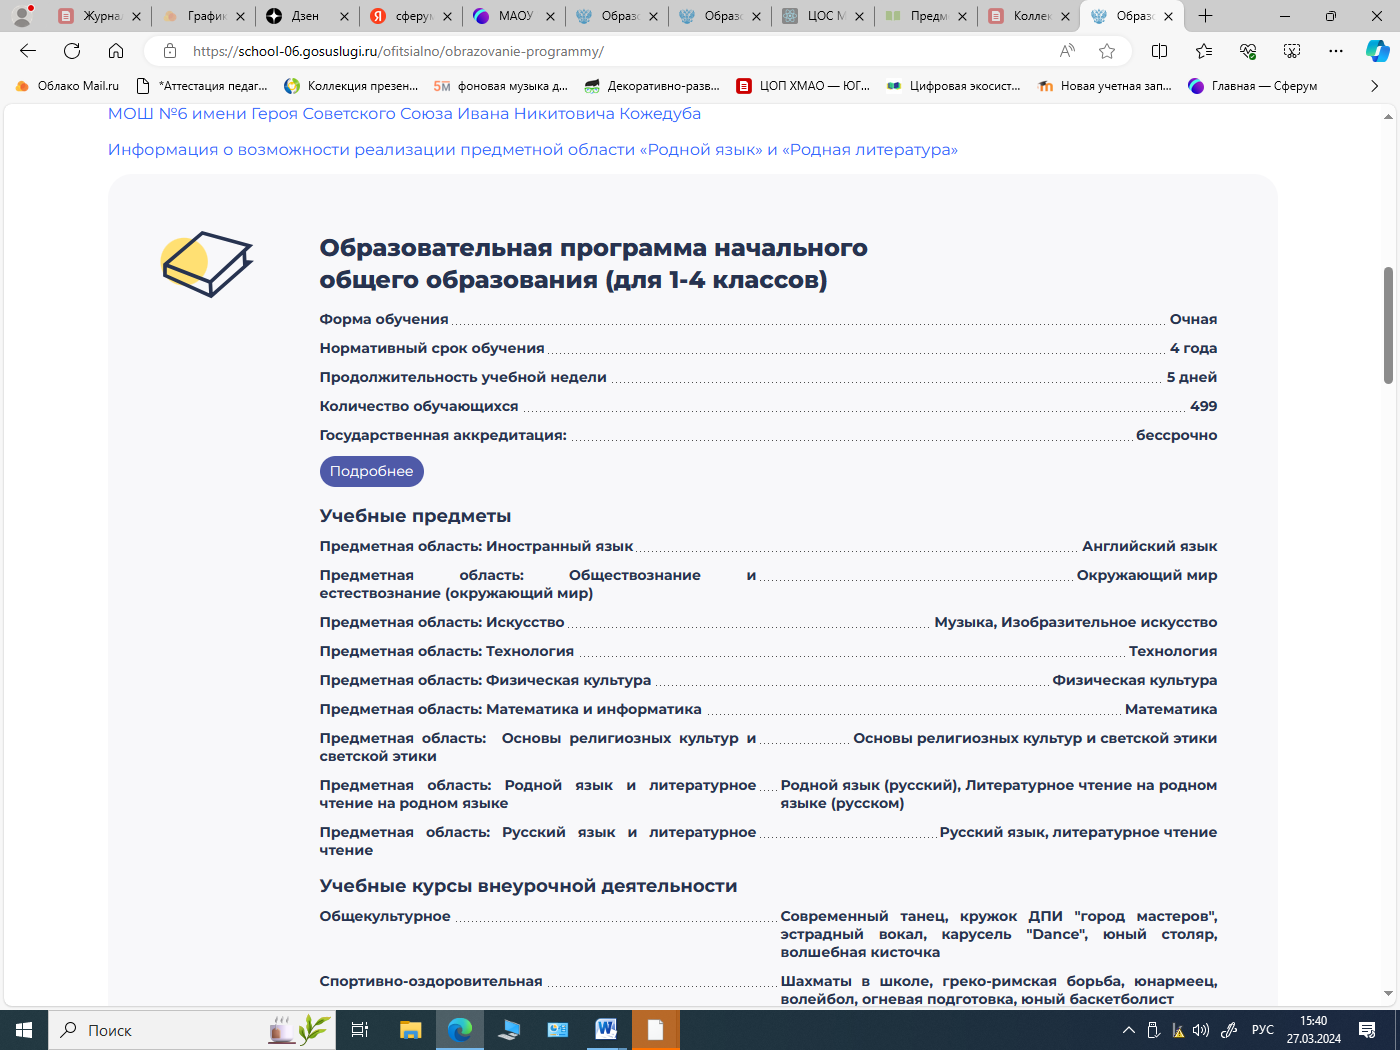 Журнал
График
Дзен
сферум
МАОУ
Образо
Образо
ЦОС М
Предм
Коллек
Образо
https://school-06.gosuslugi.ru/ofitsialno/obrazovanie-programmy/
Облако Mail.ru
*Аттестация педаг...
Коллекция презен...
5М фоновая музыка д...
Декоративно-разв...
ЦОП ХМАО — ЮГ...
Цифровая экосист...
Новая учетная зап...
Главная — Сферум
МОШ №6 имени Героя Советского Союза Ивана Никитовича Кожедуба
Информация о возможности реализации предметной области «Родной язык» и «Родная литература»
Образовательная программа начального
общего образования (для 1-4 классов)
Форма обучения Очная
Нормативный срок обучения 4 года
Продолжительность учебной недели 5 дней
Количество обучающихся 499
Государственная аккредитация: бессрочно
Подробнее
Учебные предметы
Предметная область: Иностранный язык Английский язык
Предметная область: Обществознание и Окружающий мир
естествознание (окружающий мир)
Предметная область: Искусство Музыка, Изобразительное искусство
Предметная область: Технология Технология
Предметная область: Физическая культура Физическая культура
Предметная область: Математика и информатика Математика
Предметная область: Основы религиозных культур и Основы религиозных культур и светской этики
светской этики
Предметная область: Родной язык и литературное Родной язык (русский), Литературное чтение на родном
чтение на родном языке языке (русском)
Предметная область: Русский язык и литературное Русский язык, литературное чтение
чтение
Учебные курсы внеурочной деятельности
Общекультурное Современный танец, кружок ДПИ "город мастеров",
эстрадный вокал, карусель "Dance", юный столяр,
волшебная кисточка
Спортивно-оздоровительная Шахматы в школе, греко-римская борьба, юнармеец,
волейбол, огневая подготовка, юный баскетболист
Поиск
РУС
15:40
27.03.2024